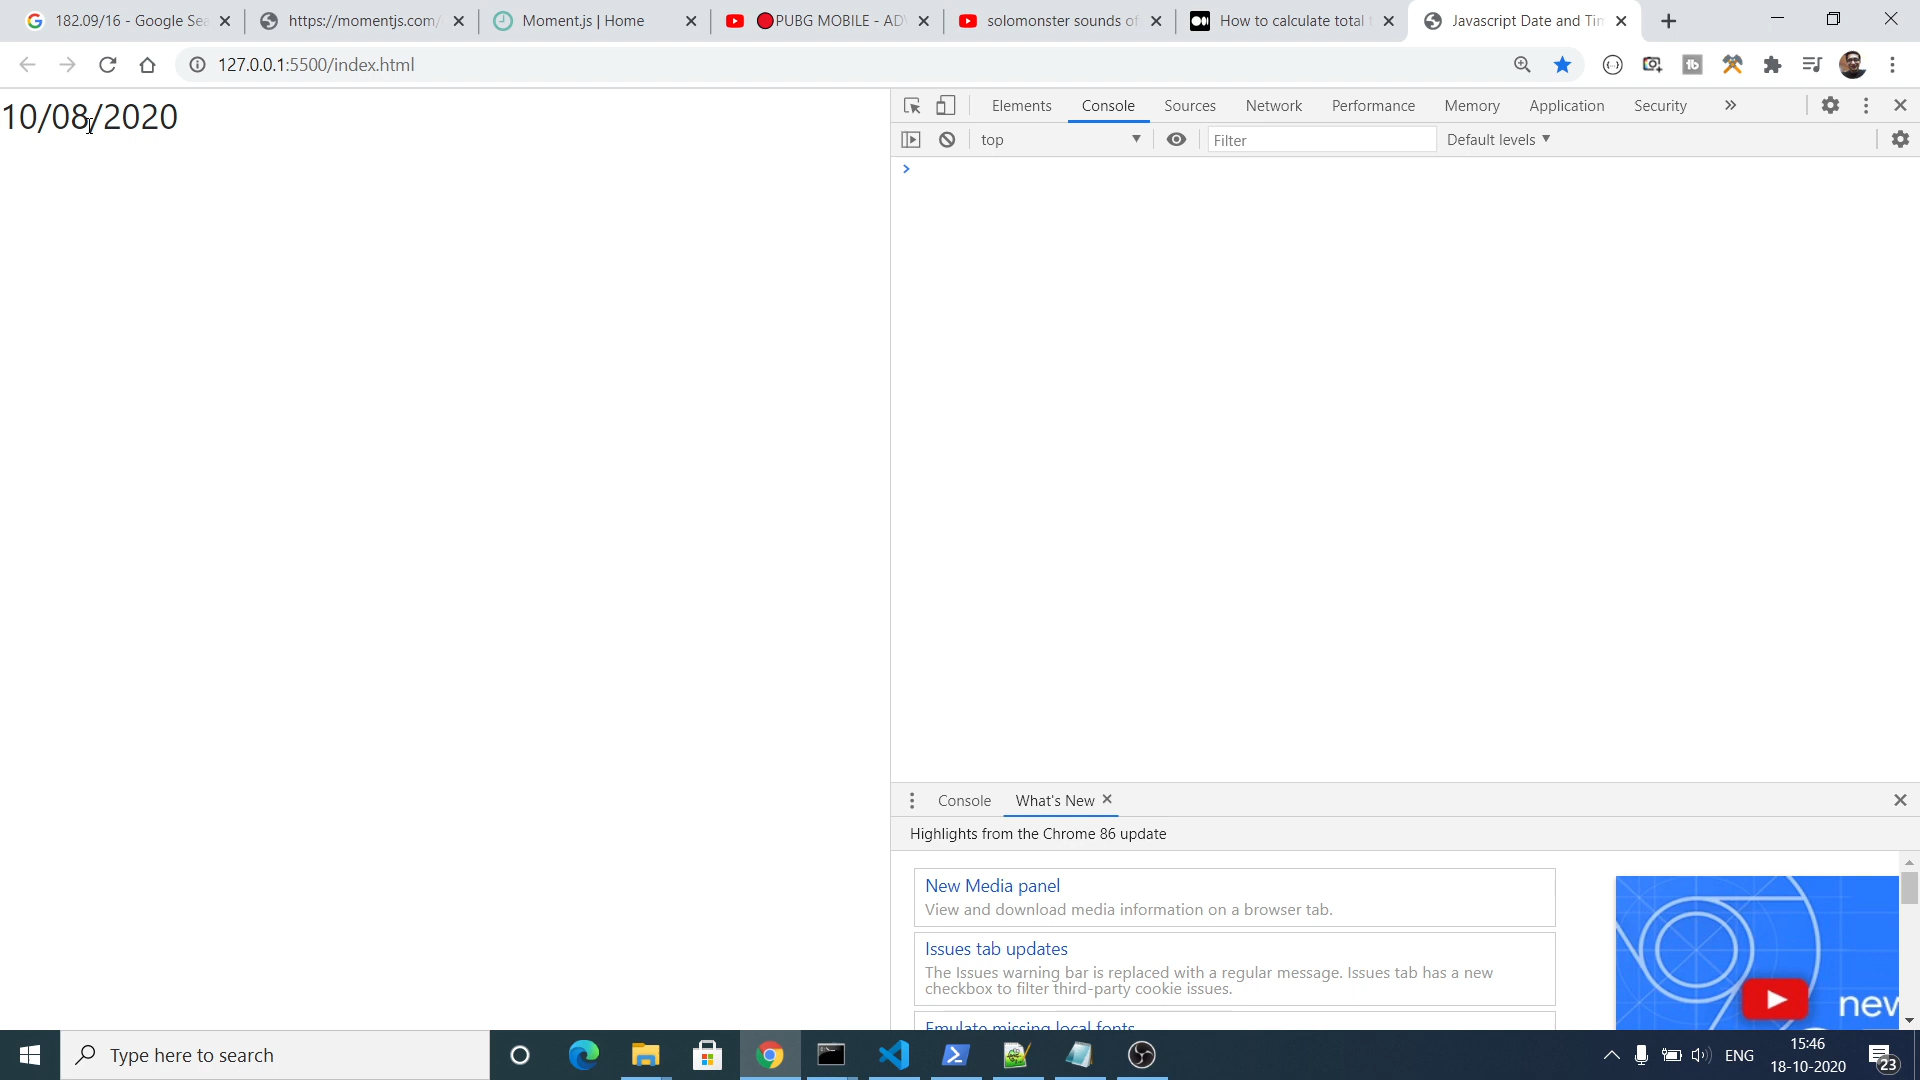 182.09/16 - Google Sea
https://momentjs.com/
Moment.js | Home
PUBG MOBILE - ADV
solomonster sounds of
How to calculate total
Javascript Date and Tim
127.0.0.1:5500/index.html
10/08/2020
Elements Console Sources Network Performance Memory Application Security
top
Filter
Default levels
Console What's New
Highlights from the Chrome 86 update
New Media panel
View and download media information on a browser tab.
Issues tab updates
The Issues warning bar is replaced with a regular message. Issues tab has a new
checkbox to filter third-party cookie issues.
Emulate missing local fonts
new
Type here to search
ENG
15:46
18-10-2020
23